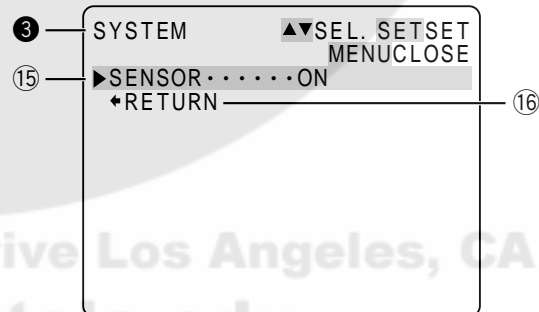 ❸ SYSTEM ▲▼SEL. SETSET
MENUCLOSE
⑮ ▶SENSOR・・・・・・ON
RETURN ⑯
ive Los Angeles, CA